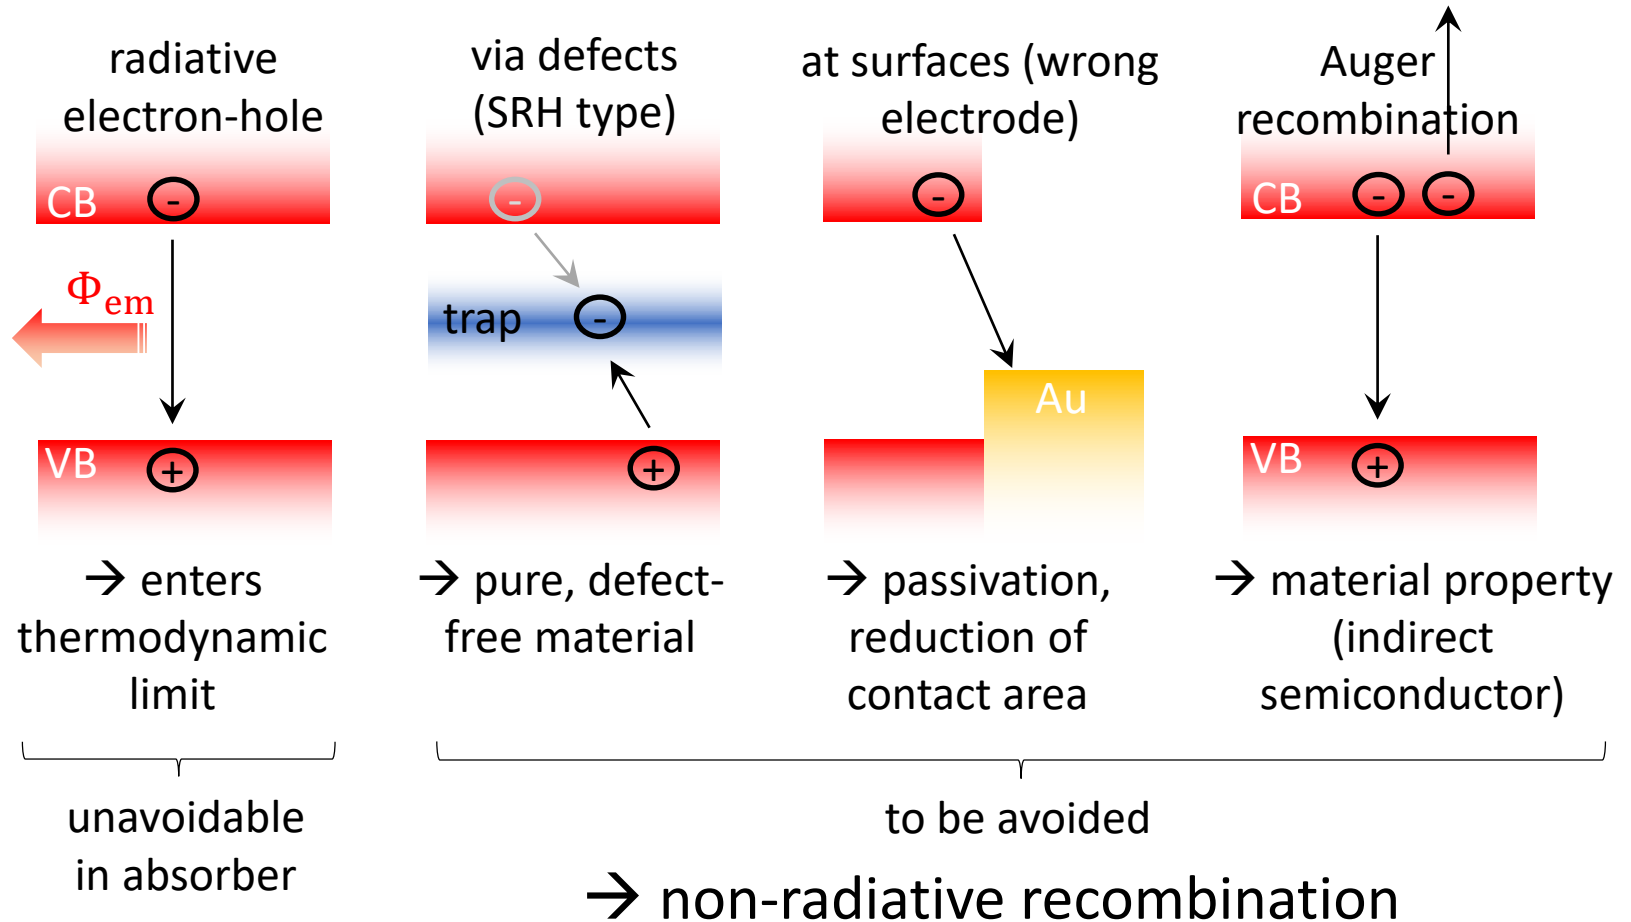 radiative
electron-hole
CB
-
Φem
VB
+
→ enters
thermodynamic
limit
unavoidable
in absorber
via defects
(SRH type)
-
trap
-
+
→ pure, defect-
free material
at surfaces (wrong
electrode)
-
Au
→ passivation,
reduction of
contact area
Auger
recombination
CB
- -
VB
+
→ material property
(indirect
semiconductor)
to be avoided
→ non-radiative recombination